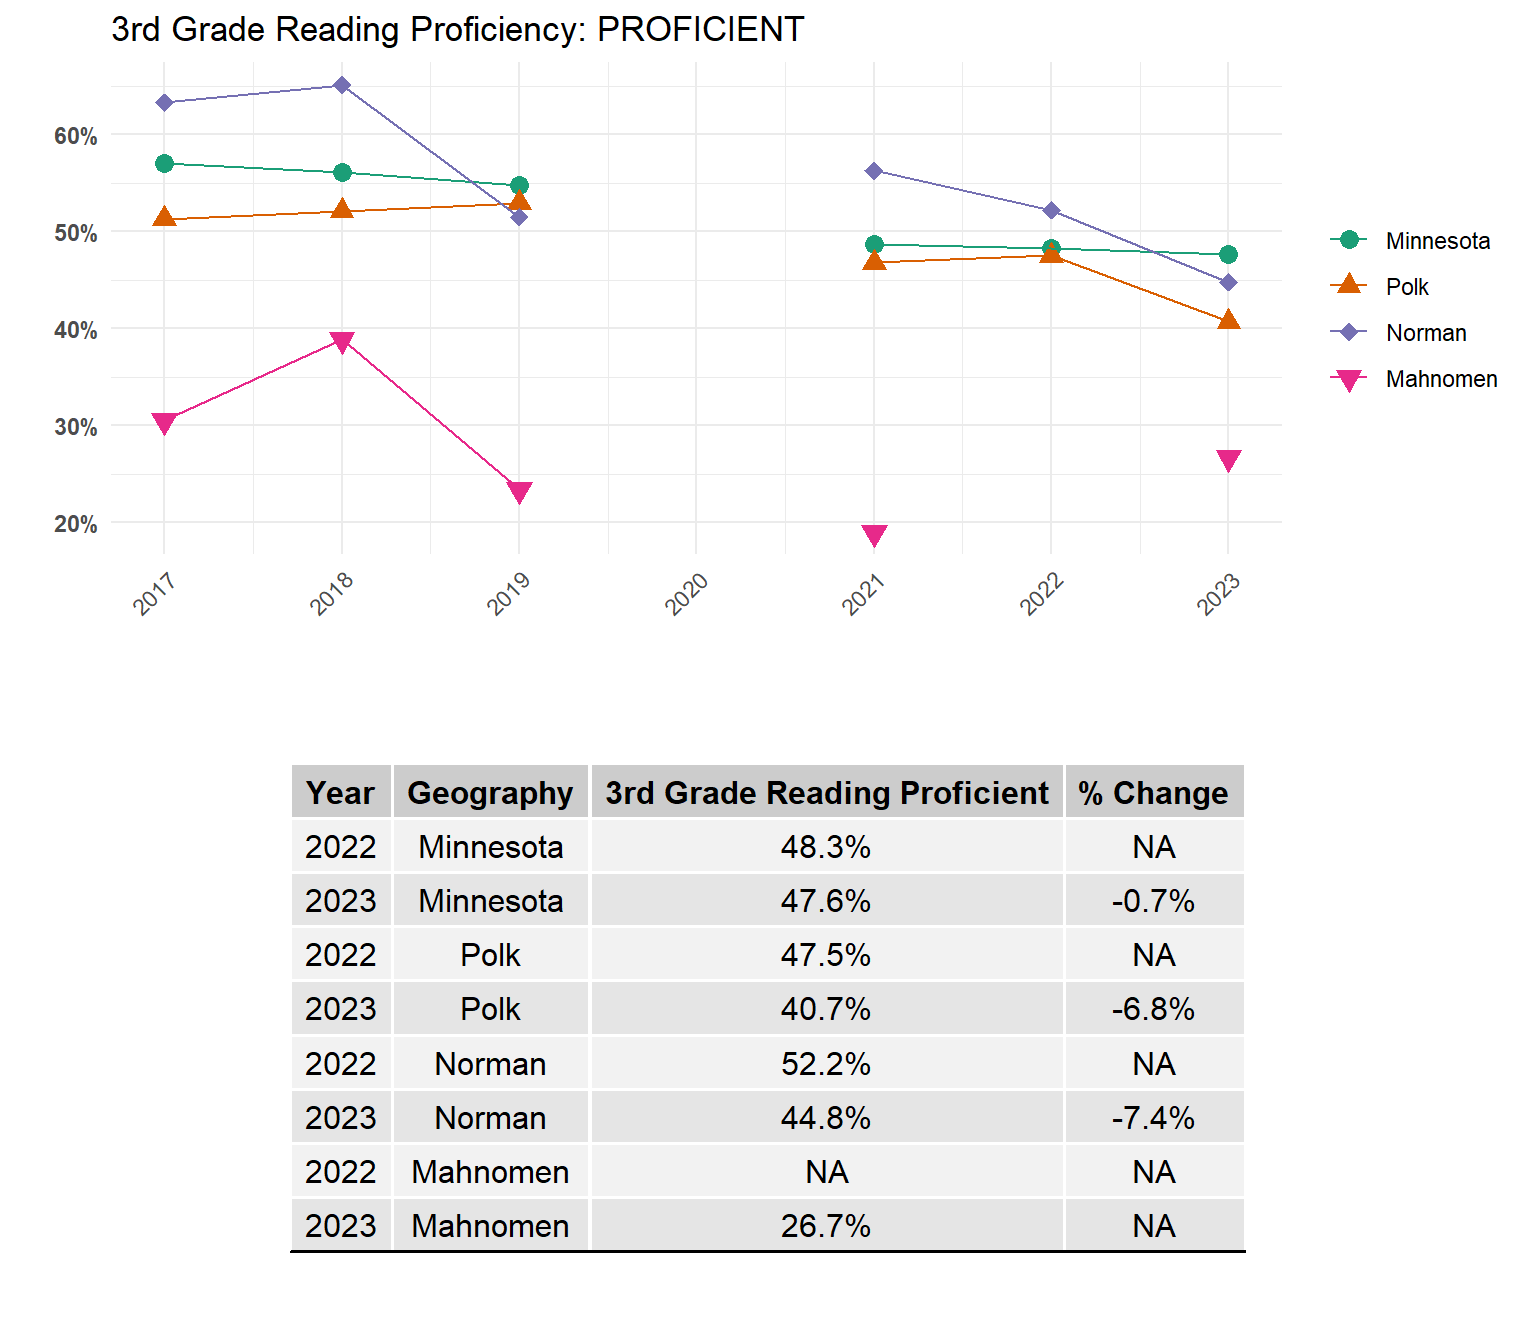 3rd Grade Reading Proficiency: PROFICIENT
60%
50%
40%
30%
20%
2017 2018 2019 2020 2021 2022 2023
Minnesota
Polk
Norman
Mahnomen
Year Geography 3rd Grade Reading Proficient % Change
2022 Minnesota 48.3% NA
2023 Minnesota 47.6% -0.7%
2022 Polk 47.5% NA
2023 Polk 40.7% -6.8%
2022 Norman 52.2% NA
2023 Norman 44.8% -7.4%
2022 Mahnomen NA NA
2023 Mahnomen 26.7% NA